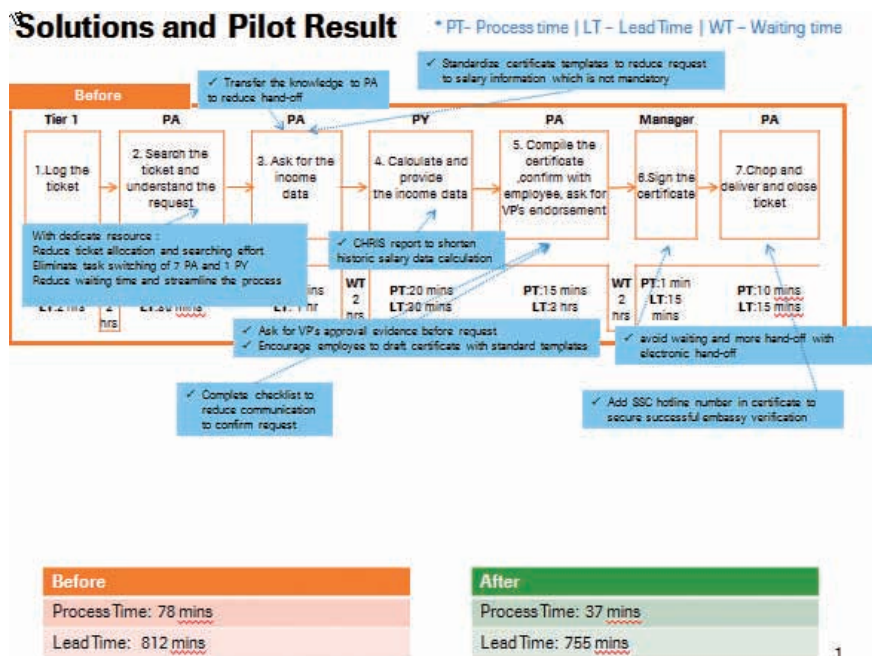 Solutions and Pilot Result
* PT- Process time | LT – Lead Time | WT – Waiting time
✓ Transfer the knowledge to PA
to reduce hand-off
✓ Standardize certificate templates to reduce request
to salary information which is not mandatory
Before
Tier 1
PA
PA
PY
PA
Manager
PA
1.Log the
ticket
2. Search the
ticket and
understand the
request
3. Ask for the
income
data
4. Calculate and
provide
the income data
5. Compile the
certificate
,confirm with
employee, ask for
VP's endorsement
6.Sign the
certificate
7.Chop and
deliver and close
ticket
With dedicate resource :
Reduce ticket allocation and searching effort
Eliminate task switching of 7 PA and 1 PY
Reduce waiting time and streamline the process
✓ CHRIS report to shorten
historic salary data calculation
2
hrs
WT
2
hrs
PT:20 mins
LT:30 mins
PT:15 mins
LT:3 hrs
WT
2
hrs
PT:1 min
LT:15
mins
PT:10 mins
LT:15 mins
✓ Ask for VP's approval evidence before request
✓ Encourage employee to draft certificate with standard templates
✓ avoid waiting and more hand-off with
electronic hand-off
✓ Complete checklist to
reduce communication
to confirm request
✓ Add SSC hotline number in certificate to
secure successful embassy verification
Before
Process Time: 78 mins
Lead Time: 812 mins
After
Process Time: 37 mins
Lead Time: 755 mins
1